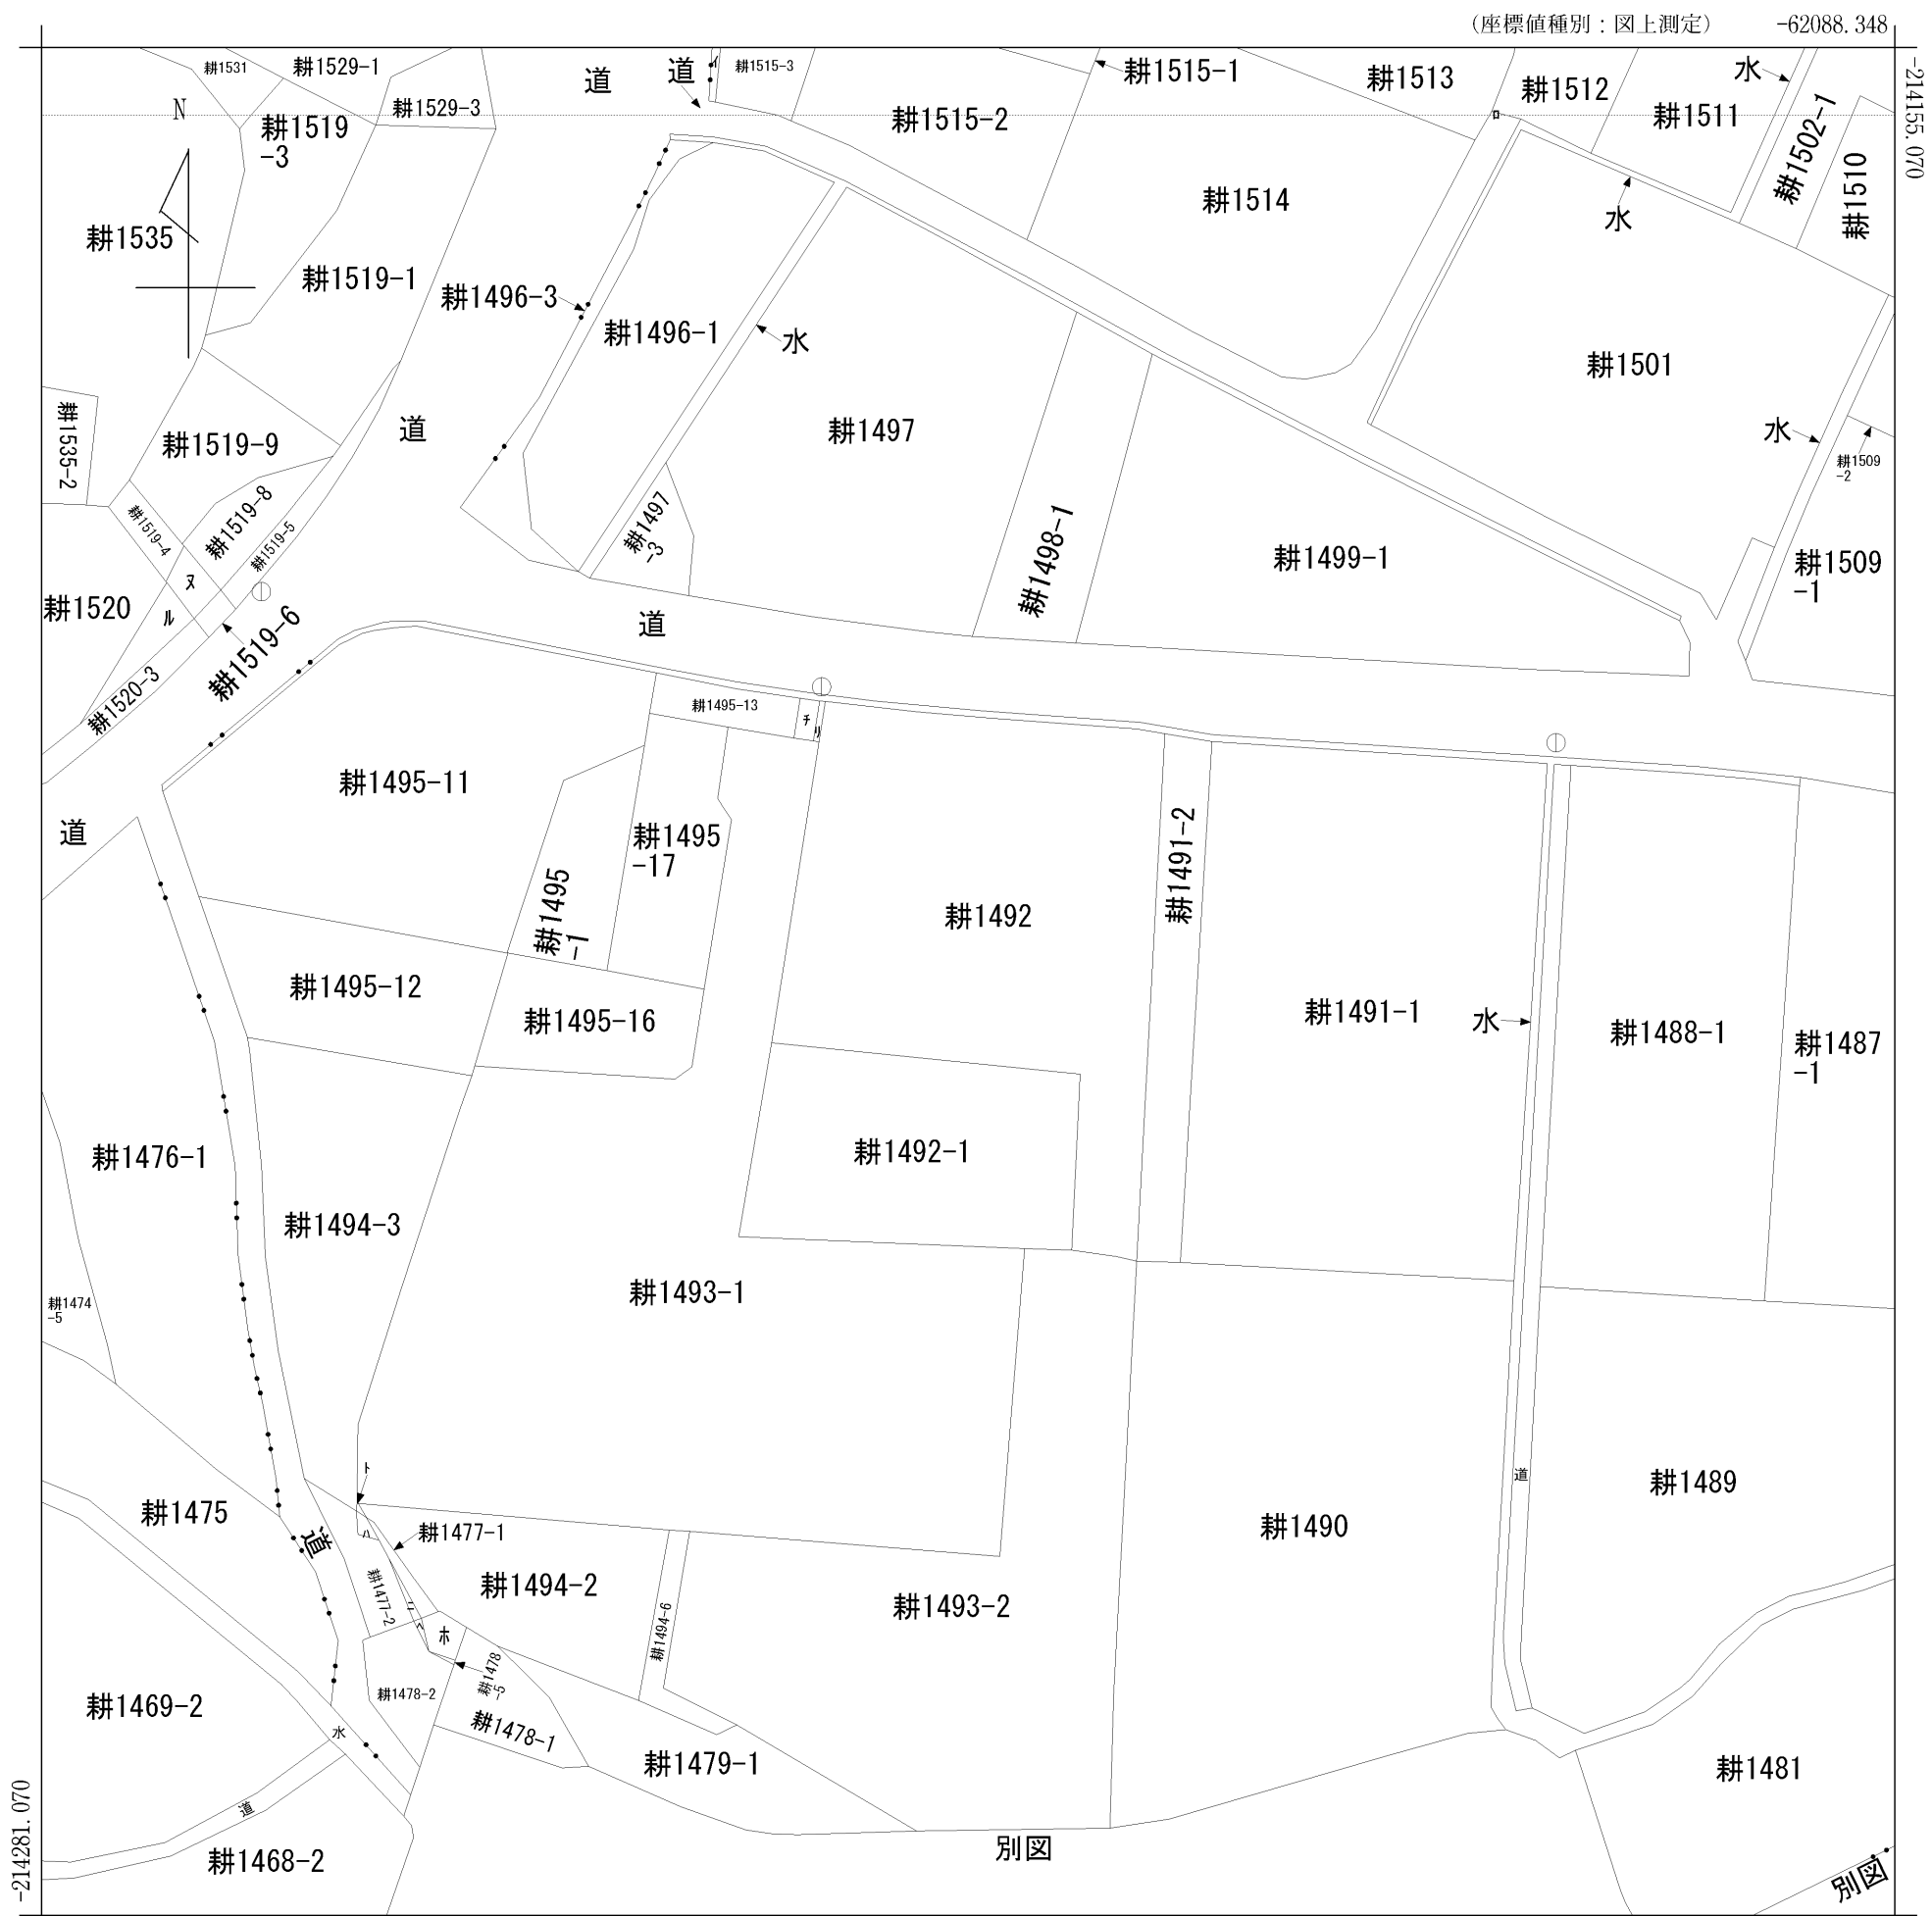 (座標値種別：図上測定)
-62088.348
-214155.070
耕1531
耕1529-1
道
道
イ
耕1515-3
耕1515-1
耕1513
耕1512
水
N
耕1519
-3
耕1529-3
耕1515-2
ロ
耕1511
耕1502-1
耕1510
耕1535
耕1514
水
耕1519-1
耕1496-3
耕1496-1
水
耕1501
耕1535-2
耕1519-9
道
耕1497
水
耕1509
-2
耕1519-4
耕1519-8
耕1519-5
耕1497
-3
耕1498-1
耕1499-1
耕1509
-1
ヌ
耕1520
ル
道
耕1519-6
耕1520-3
耕1495-13
チ
リ
耕1495-11
道
耕1495
-17
耕1491-2
耕1495
-1
耕1492
耕1495-12
耕1495-16
耕1491-1
水
耕1488-1
耕1487
-1
耕1476-1
耕1492-1
耕1494-3
耕1493-1
耕1474
-5
ト
道
耕1489
耕1475
道
ハ
耕1477-1
耕1490
耕1477-2
耕1494-2
ニ
ヘ
ホ
耕1494-6
耕1493-2
耕1478
-5
耕1478-2
耕1469-2
水
耕1478-1
耕1479-1
耕1481
道
-214281.070
耕1468-2
別図
別図